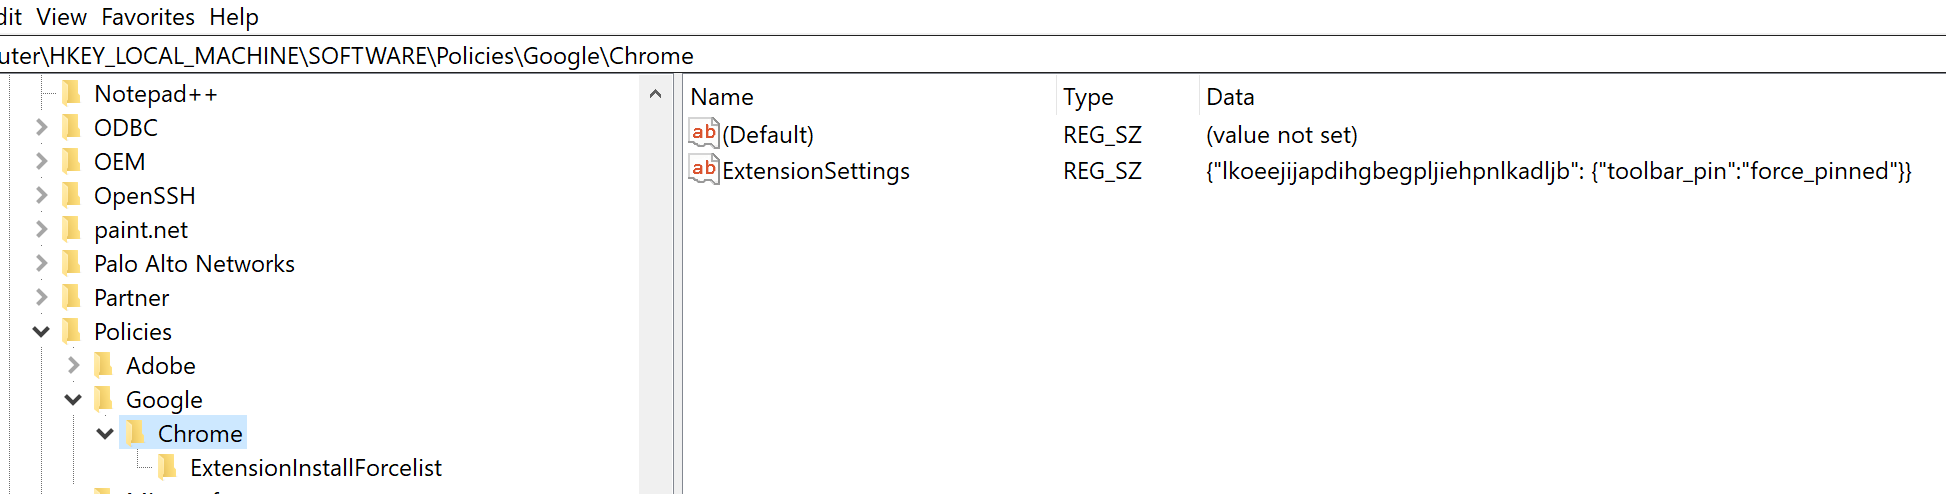 dit View Favorites Help
uter\HKEY_LOCAL_MACHINE\SOFTWARE\Policies\Google\Chrome
Notepad++
ODBC
OEM
OpenSSH
paint.net
Palo Alto Networks
Partner
Policies
Adobe
Google
Chrome
ExtensionInstallForcelist
Name Type Data
ab (Default) REG_SZ (value not set)
ab ExtensionSettings REG_SZ {"lkoeejijapdihgbegpljiehpnlkadljb": {"toolbar_pin":"force_pinned"}}